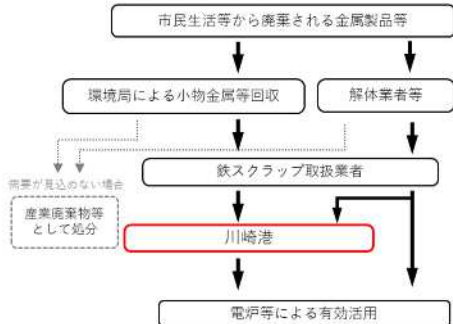 市民生活等から廃棄される金属製品等
環境局による小物金属等回収
解体業者等
需要が見込めない場合
鉄スクラップ取扱業者
産業廃棄物等
として処分
川崎港
電炉等による有効活用